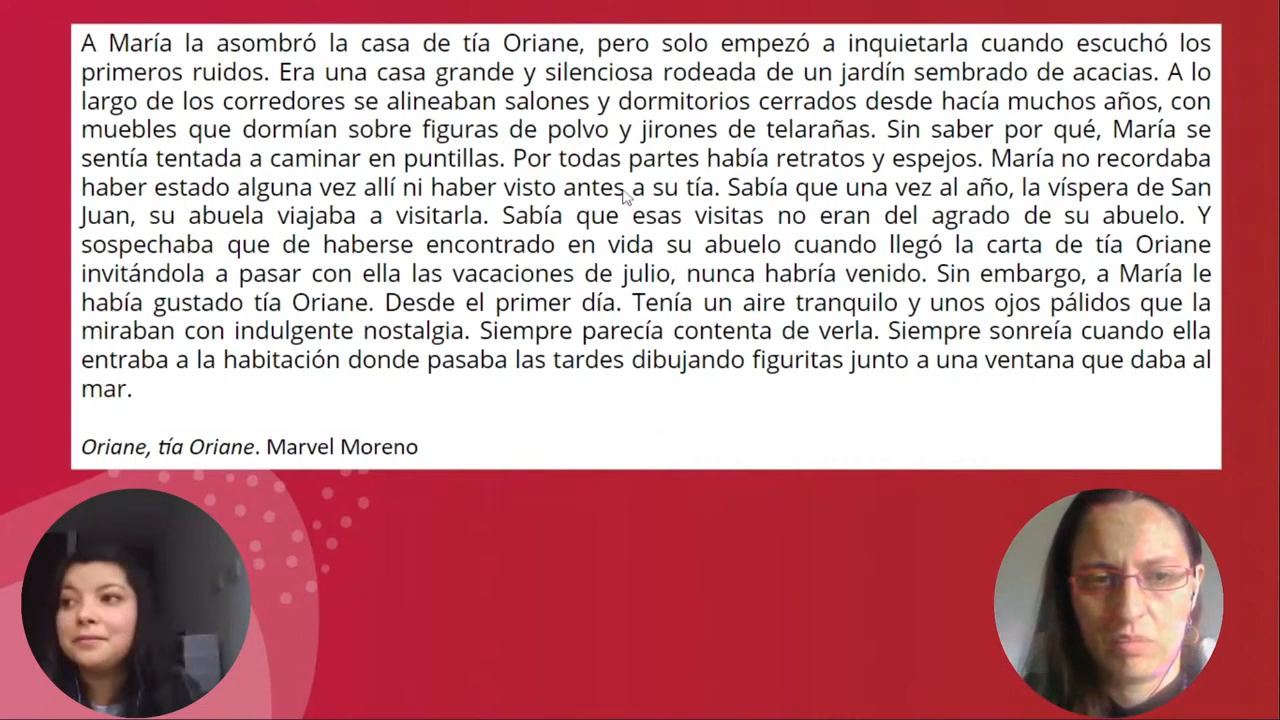 A María la asombró la casa de tía Oriane, pero solo empezó a inquietarla cuando escuchó los
primeros ruidos. Era una casa grande y silenciosa rodeada de un jardín sembrado de acacias. A lo
largo de los corredores se alineaban salones y dormitorios cerrados desde hacía muchos años, con
muebles que dormían sobre figuras de polvo y jirones de telarañas. Sin saber por qué, María se
sentía tentada a caminar en puntillas. Por todas partes había retratos y espejos. María no recordaba
haber estado alguna vez allí ni haber visto antes a su tía. Sabía que una vez al año, la víspera de San
Juan, su abuela viajaba a visitarla. Sabía que esas visitas no eran del agrado de su abuelo. Y
sospechaba que de haberse encontrado en vida su abuelo cuando llegó la carta de tía Oriane
invitándola a pasar con ella las vacaciones de julio, nunca habría venido. Sin embargo, a María le
había gustado tía Oriane. Desde el primer día. Tenía un aire tranquilo y unos ojos pálidos que la
miraban con indulgente nostalgia. Siempre parecía contenta de verla. Siempre sonreía cuando ella
entraba a la habitación donde pasaba las tardes dibujando figuritas junto a una ventana que daba al
mar.
Oriane, tía Oriane. Marvel Moreno